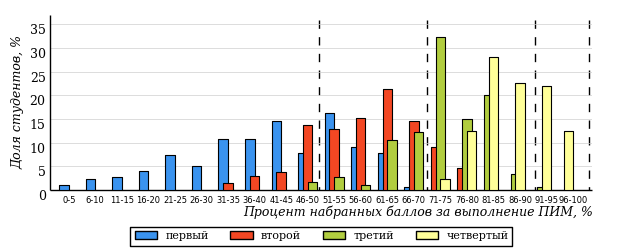 Доля студентов, %
35
30
25
20
15
10
5
0
0-5 6-10 11-15 16-20 21-25 26-30 31-35 36-40 41-45 46-50 51-55 56-60 61-65 66-70 71-75 76-80 81-85 86-90 91-95 96-100
Процент набранных баллов за выполнение ПИМ, %
первый второй третий четвертый